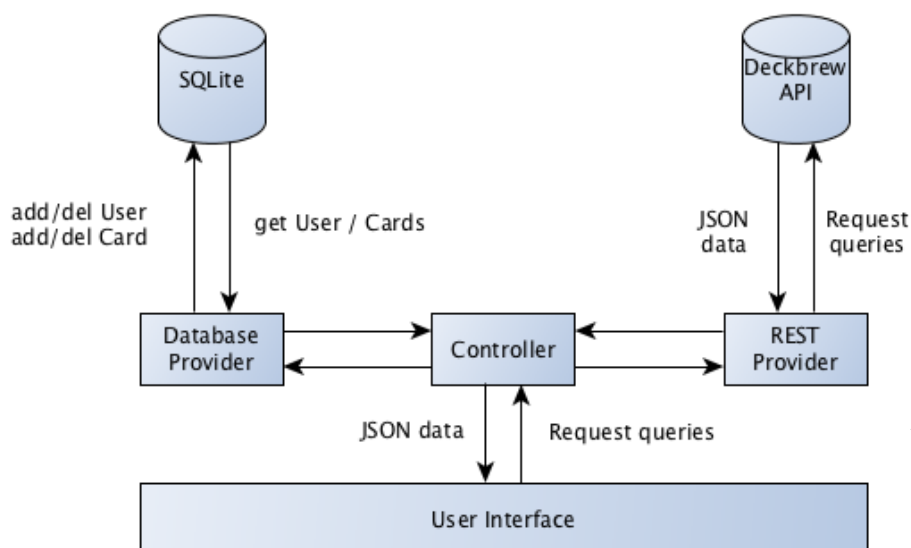 SQLite
Deckbrew
API
add/del User
add/del Card
get User / Cards
JSON
data
Request
queries
Database
Provider
Controller
REST
Provider
JSON data
Request queries
User Interface